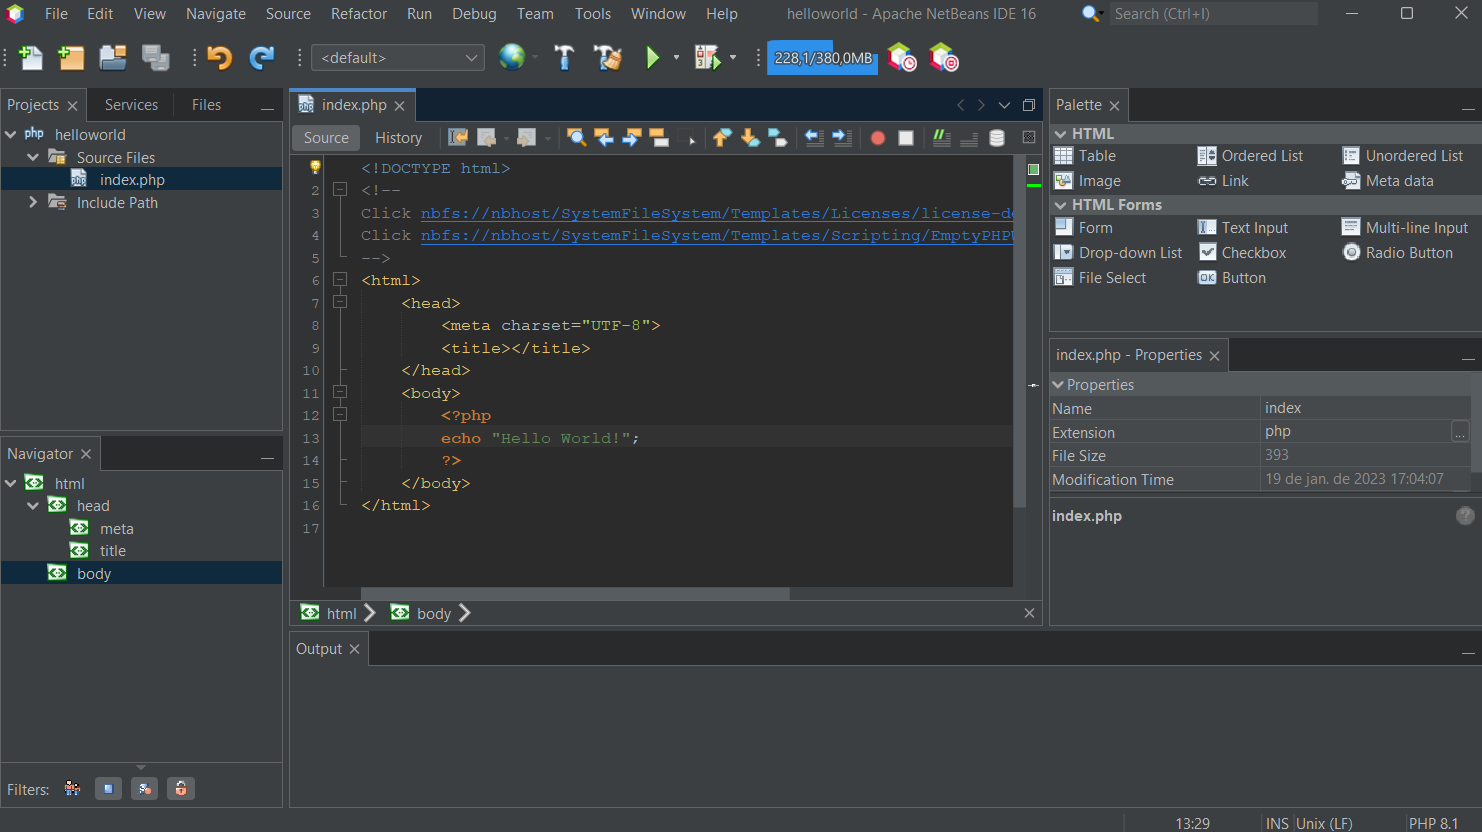 File Edit View Navigate Source Refactor Run Debug Team Tools Window Help helloworld - Apache NetBeans IDE 16 Search (Ctrl+I)
<default> 228,1/380,0MB
Projects Services Files
php helloworld
Source Files
index.php
Include Path
Navigator
html
head
meta
title
body
Filters:
index.php
Source History
<!DOCTYPE html>
2 <!--
3 Click nbfs://nbhost/SystemFileSystem/Templates/Licenses/license-de
4 Click nbfs://nbhost/SystemFileSystem/Templates/Scripting/EmptyPHP
5 -->
6 <html>
7 <head>
8 <meta charset="UTF-8">
9 <title></title>
10 </head>
11 <body>
12 <?php
13 echo "Hello World!";
14 ?>
15 </body>
16 </html>
17
html body
Output
Palette
HTML
Table Ordered List Unordered List
Image Link Meta data
HTML Forms
Form Text Input Multi-line Input
Drop-down List Checkbox Radio Button
File Select OK Button
index.php - Properties
Properties
Name index
Extension php ...
File Size 393
Modification Time 19 de jan. de 2023 17:04:07
index.php ?
13:29 INS Unix (LF) PHP 8.1